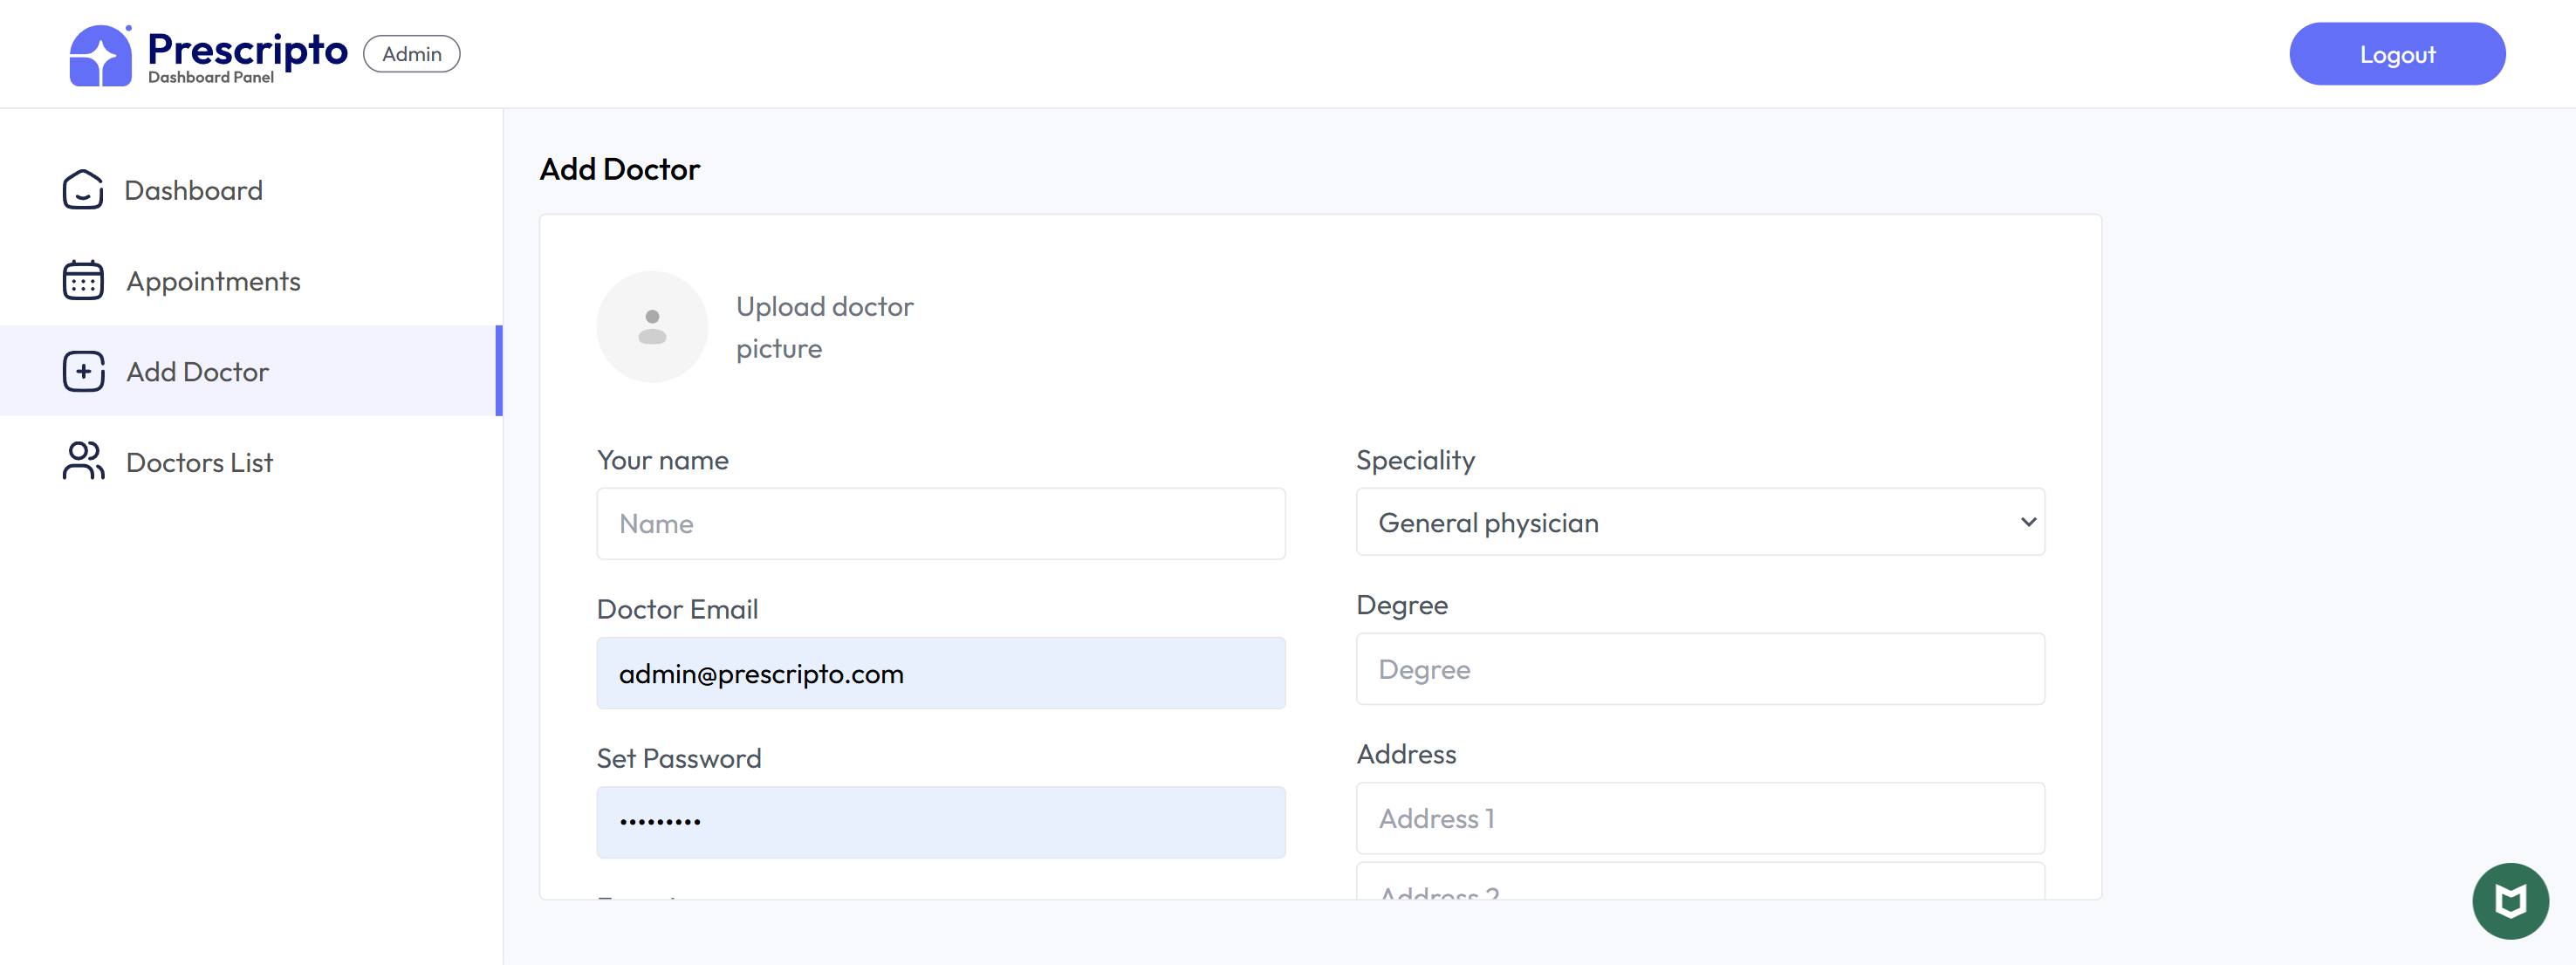 Prescripto
Dashboard Panel
Admin
Logout
Dashboard
Appointments
Add Doctor
Doctors List
Add Doctor
Upload doctor
picture
Your name
Name
Doctor Email
admin@prescripto.com
Set Password
•••••••••
Speciality
General physician
Degree
Degree
Address
Address 1
Address 2